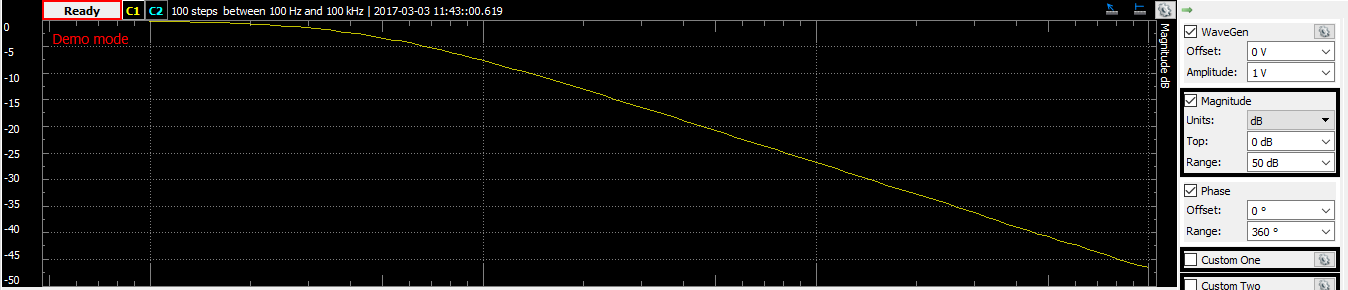 Ready C1 C2 100 steps  between 100 Hz and 100 kHz | 2017-03-03 11:43::00.619
Demo mode
0
-5
-10
-15
-20
-25
-30
-35
-40
-45
-50
Magnitude dB
WaveGen
Offset: 0 V
Amplitude: 1 V
Magnitude
Units: dB
Top: 0 dB
Range: 50 dB
Phase
Offset: 0 °
Range: 360 °
Custom One
Custom Two